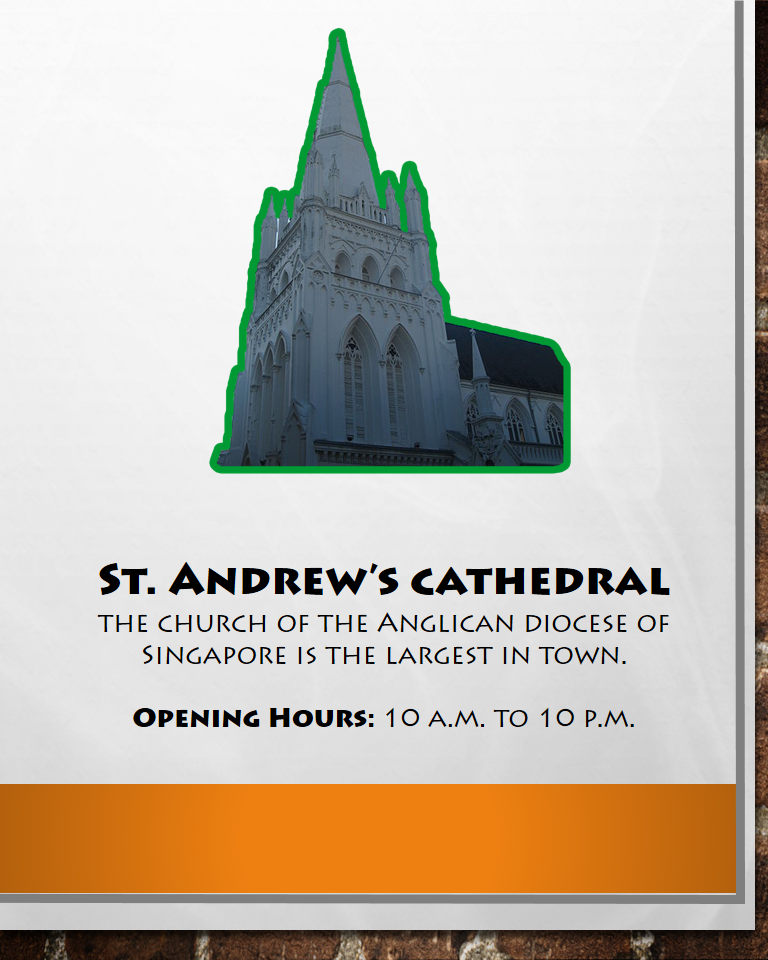 St. Andrew's cathedral
the church of the Anglican diocese of
Singapore is the largest in town.
Opening Hours: 10 a.m. to 10 p.m.